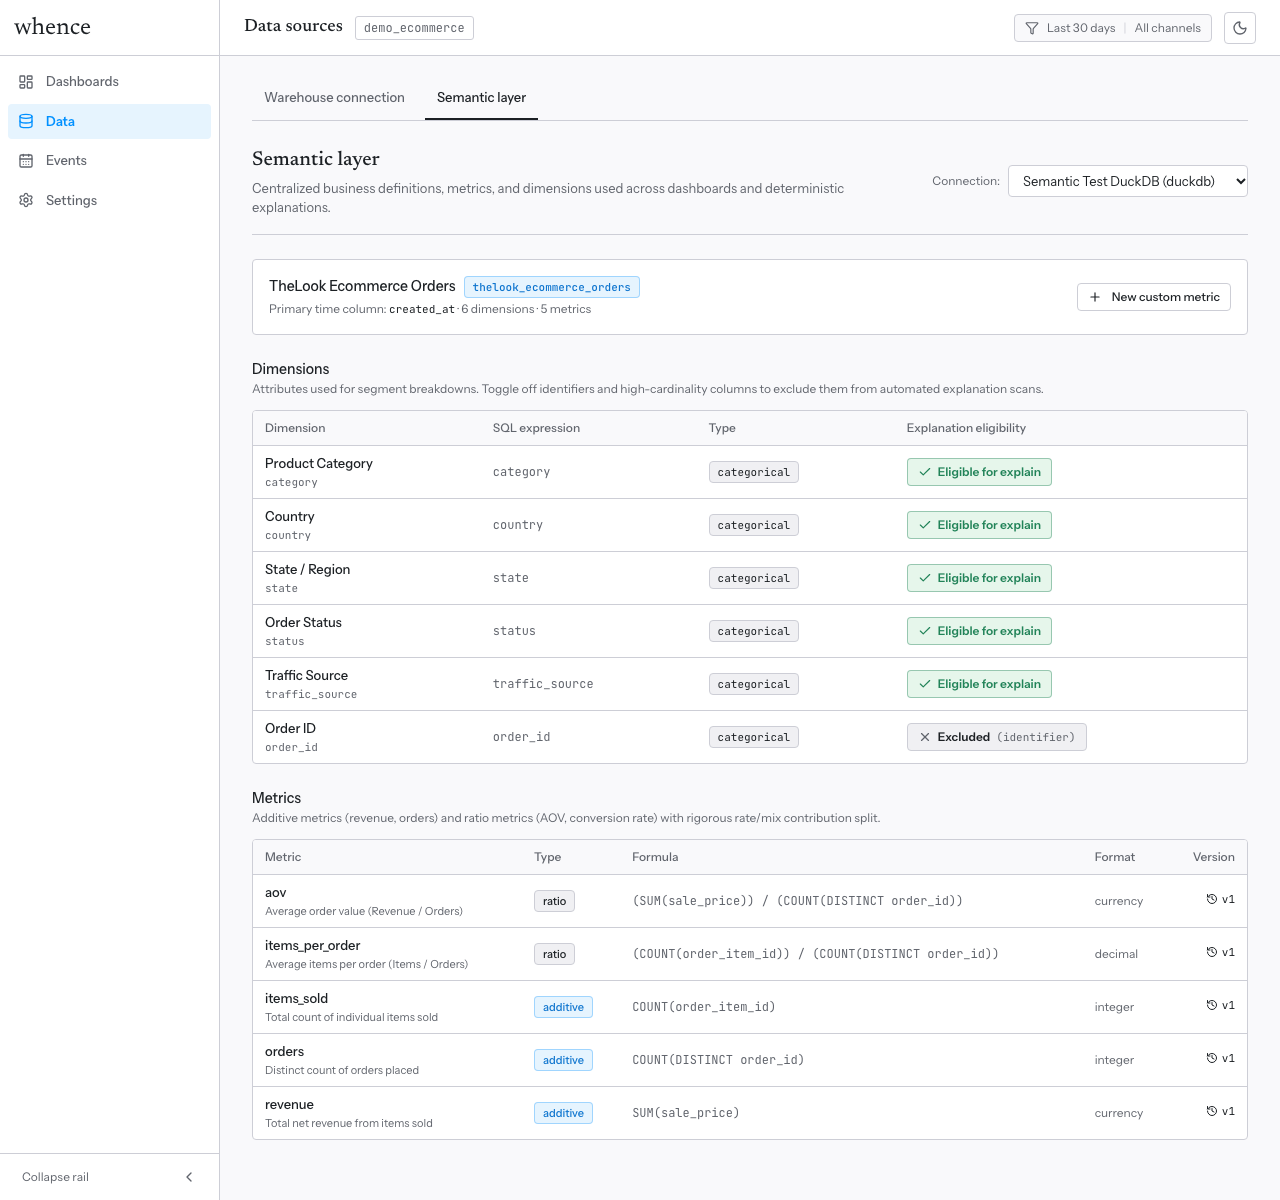 whence
Data sources
demo_ecommerce
Last 30 days | All channels
Dashboards
Data
Events
Settings
Warehouse connection
Semantic layer
Semantic layer
Centralized business definitions, metrics, and dimensions used across dashboards and deterministic
explanations.
Connection:
Semantic Test DuckDB (duckdb)
TheLook Ecommerce Orders
thelook_ecommerce_orders
Primary time column: created_at · 6 dimensions · 5 metrics
New custom metric
Dimensions
Attributes used for segment breakdowns. Toggle off identifiers and high-cardinality columns to exclude them from automated explanation scans.
Dimension SQL expression Type Explanation eligibility
Product Category
category
category
categorical
Eligible for explain
Country
country
country
categorical
Eligible for explain
State / Region
state
state
categorical
Eligible for explain
Order Status
status
status
categorical
Eligible for explain
Traffic Source
traffic_source
traffic_source
categorical
Eligible for explain
Order ID
order_id
order_id
categorical
Excluded (identifier)
Metrics
Additive metrics (revenue, orders) and ratio metrics (AOV, conversion rate) with rigorous rate/mix contribution split.
Metric Type Formula Format Version
aov
Average order value (Revenue / Orders)
ratio
(SUM(sale_price)) / (COUNT(DISTINCT order_id))
currency
v1
items_per_order
Average items per order (Items / Orders)
ratio
(COUNT(order_item_id)) / (COUNT(DISTINCT order_id))
decimal
v1
items_sold
Total count of individual items sold
additive
COUNT(order_item_id)
integer
v1
orders
Distinct count of orders placed
additive
COUNT(DISTINCT order_id)
integer
v1
revenue
Total net revenue from items sold
additive
SUM(sale_price)
currency
v1
Collapse rail